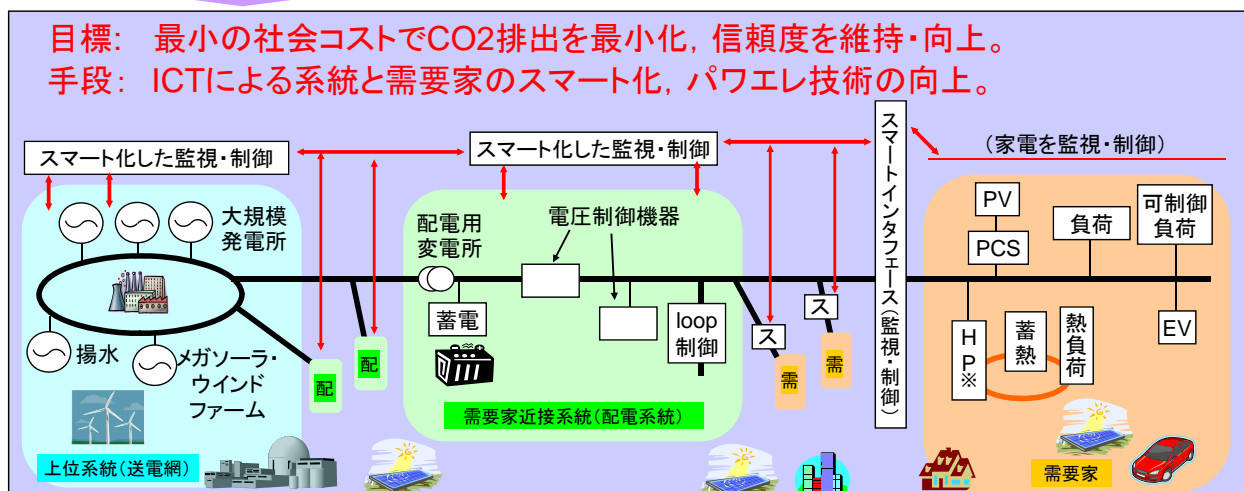 目標: 最小の社会コストでCO2排出を最小化, 信頼度を維持・向上。
手段: ICTによる系統と需要家のスマート化, パワエレ技術の向上。
スマート化した監視・制御
スマート化した監視・制御
スマートインタフェース(監視・制御)
(家電を監視・制御)
大規模
発電所
揚水
メガソーラ・
ウインド
ファーム
上位系統(送電網)
配
配
配電用
変電所
蓄電
電圧制御機器
loop
制御
需要家近接系統(配電系統)
ス
ス
需
需
PV
PCS
負荷
可制御
負荷
HP※
蓄熱
熱負荷
EV
需要家